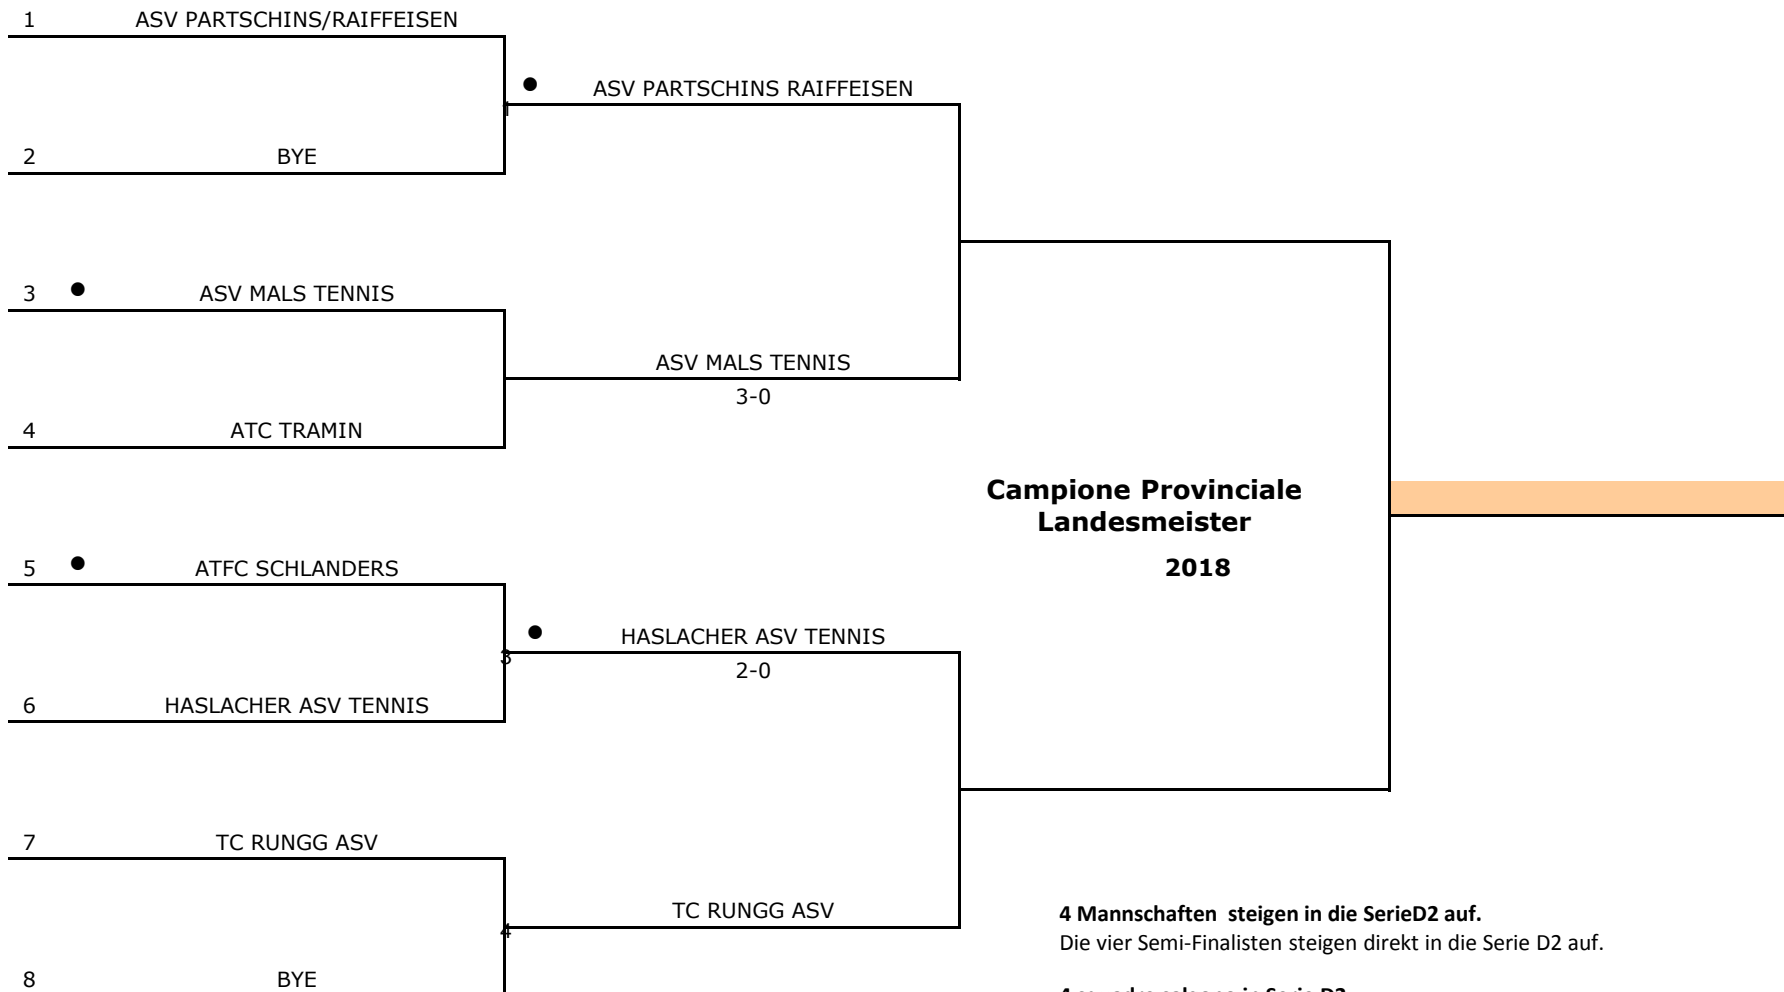 1 ASV PARTSCHINS/RAIFFEISEN
• ASV PARTSCHINS RAIFFEISEN
1
2 BYE
3 • ASV MALS TENNIS
ASV MALS TENNIS
3-0
4 ATC TRAMIN
Campione Provinciale
Landesmeister
2018
5 • ATFC SCHLANDERS
• HASLACHER ASV TENNIS
3
2-0
6 HASLACHER ASV TENNIS
7 TC RUNGG ASV
TC RUNGG ASV
4
8 BYE
4 Mannschaften  steigen in die SerieD2 auf.
Die vier Semi-Finalisten steigen direkt in die Serie D2 auf.